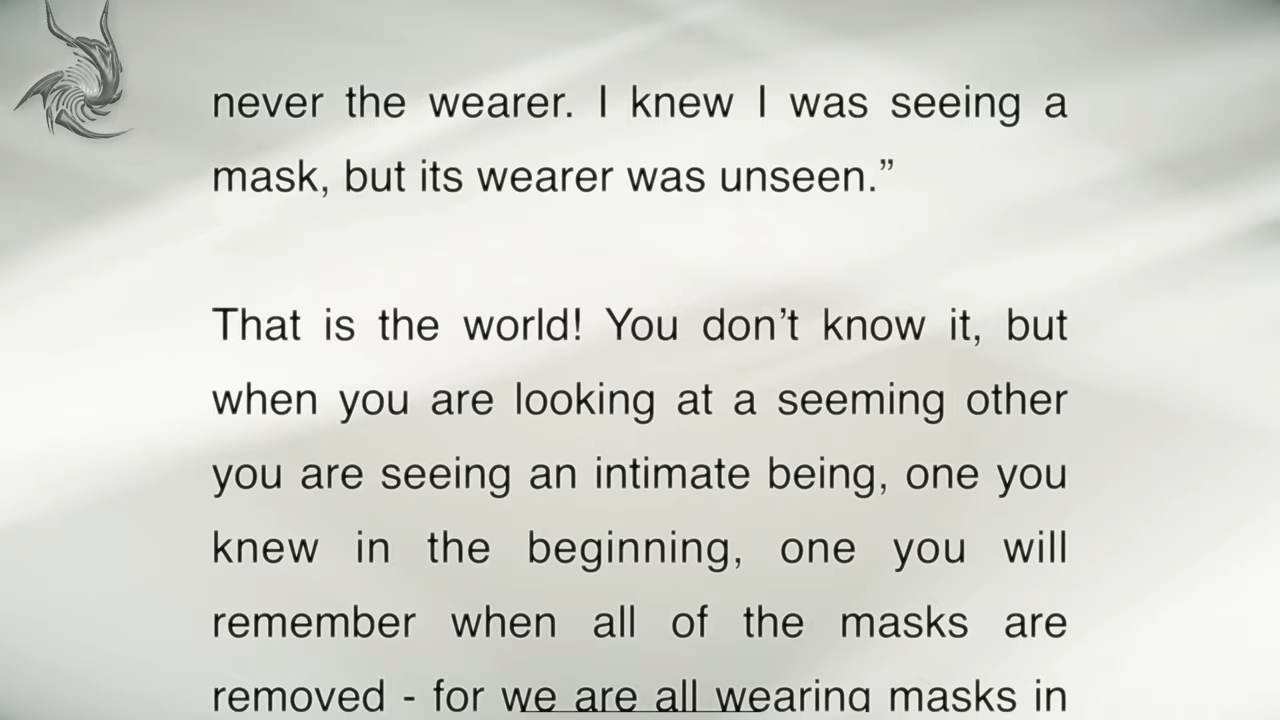 never the wearer. I knew I was seeing a
mask, but its wearer was unseen.”
That is the world! You don’t know it, but
when you are looking at a seeming other
you are seeing an intimate being, one you
knew in the beginning, one you will
remember when all of the masks are
removed - for we are all wearing masks in